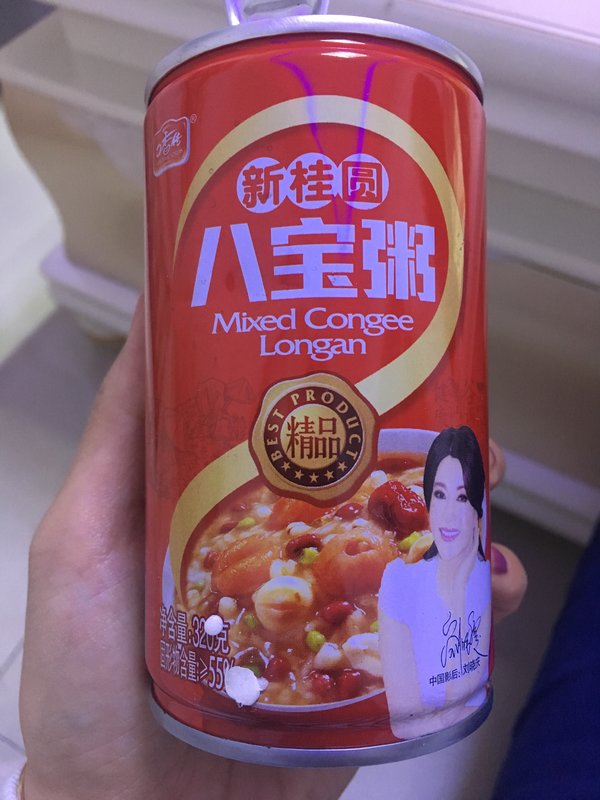 新桂圆
八宝粥
Mixed Congee
Longan
BEST PRODUCT
精品
净含量:320克
固形物含量:≥55%
中国影后:刘晓庆